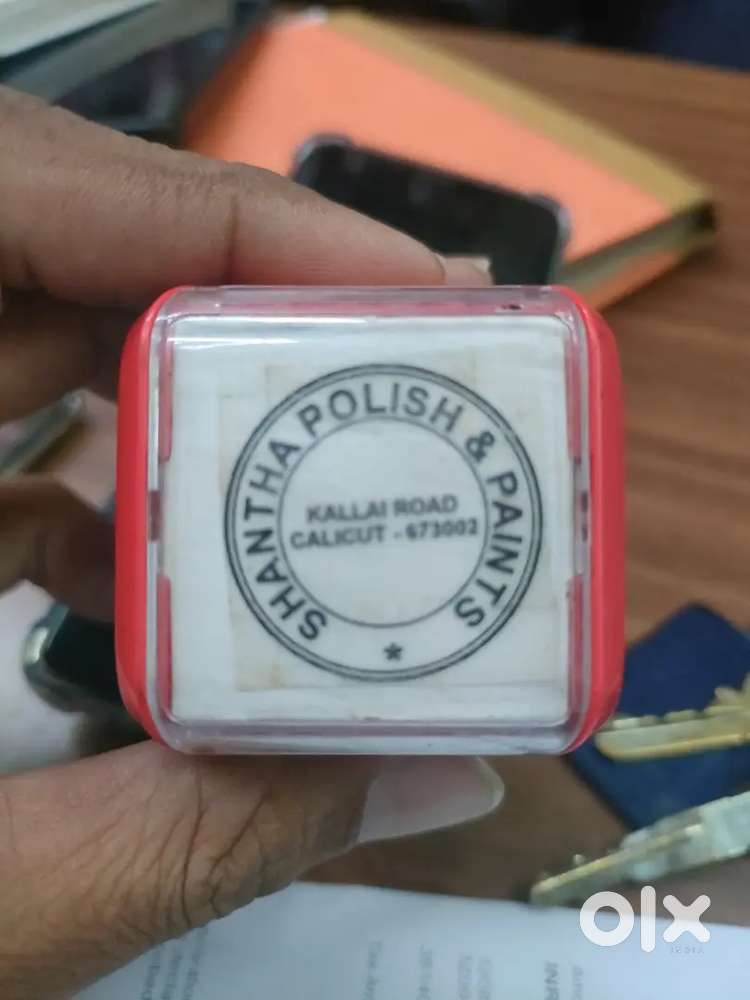 SHANTHA POLISH & PAINTS
KALLAI ROAD
CALICUT - 673002
*
olx